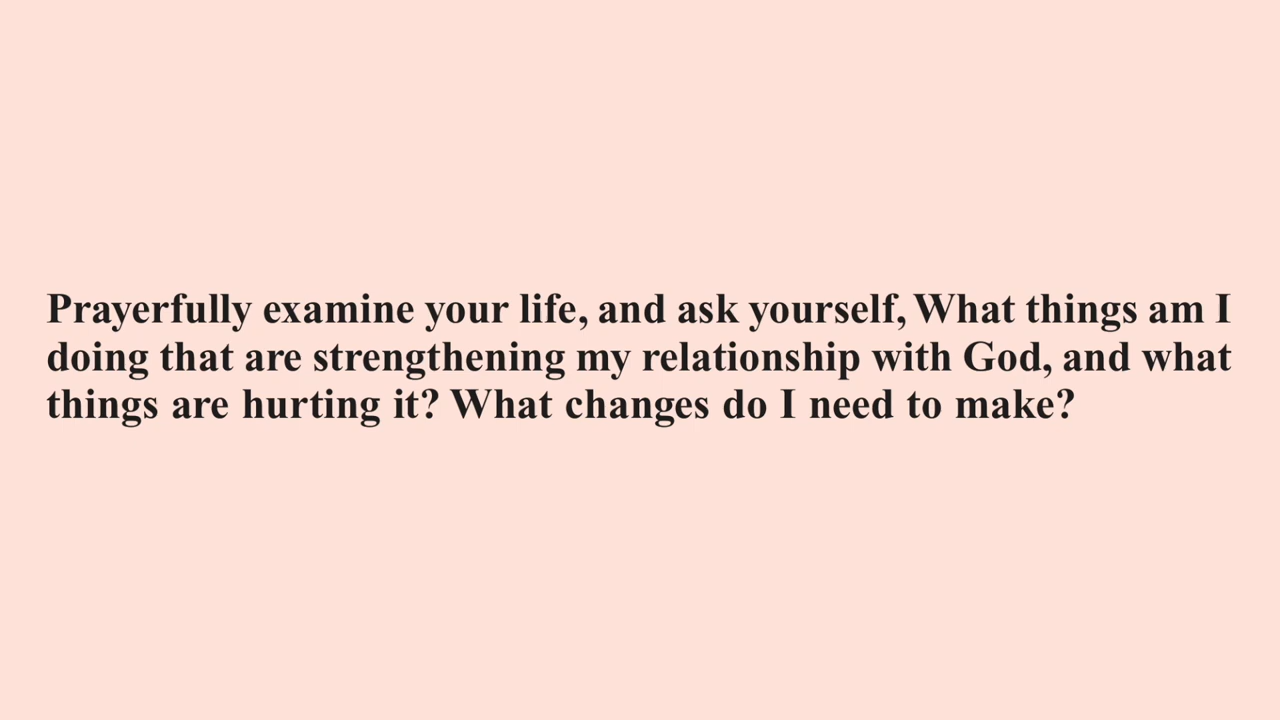 Prayerfully examine your life, and ask yourself, What things am I
doing that are strengthening my relationship with God, and what
things are hurting it? What changes do I need to make?